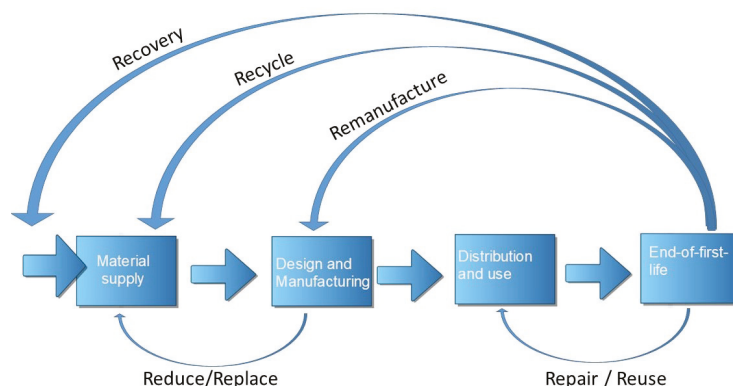 Recovery
Recycle
Remanufacture
Material
supply
Design and
Manufacturing
Distribution
and use
End-of-first-
life
Reduce/Replace
Repair / Reuse